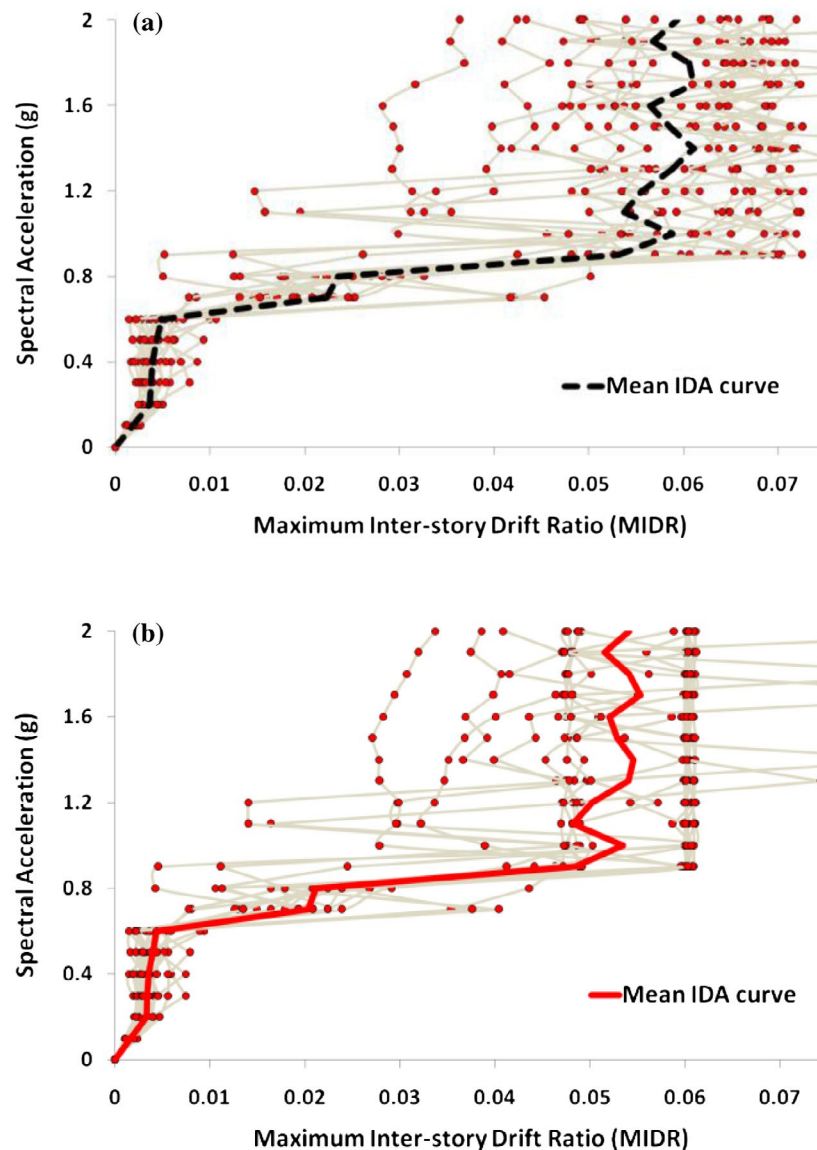 (a)
Spectral Acceleration (g)
2
1.6
1.2
0.8
0.4
0
Mean IDA curve
0 0.01 0.02 0.03 0.04 0.05 0.06 0.07
Maximum Inter-story Drift Ratio (MIDR)
(b)
Spectral Acceleration (g)
2
1.6
1.2
0.8
0.4
0
Mean IDA curve
0 0.01 0.02 0.03 0.04 0.05 0.06 0.07
Maximum Inter-story Drift Ratio (MIDR)